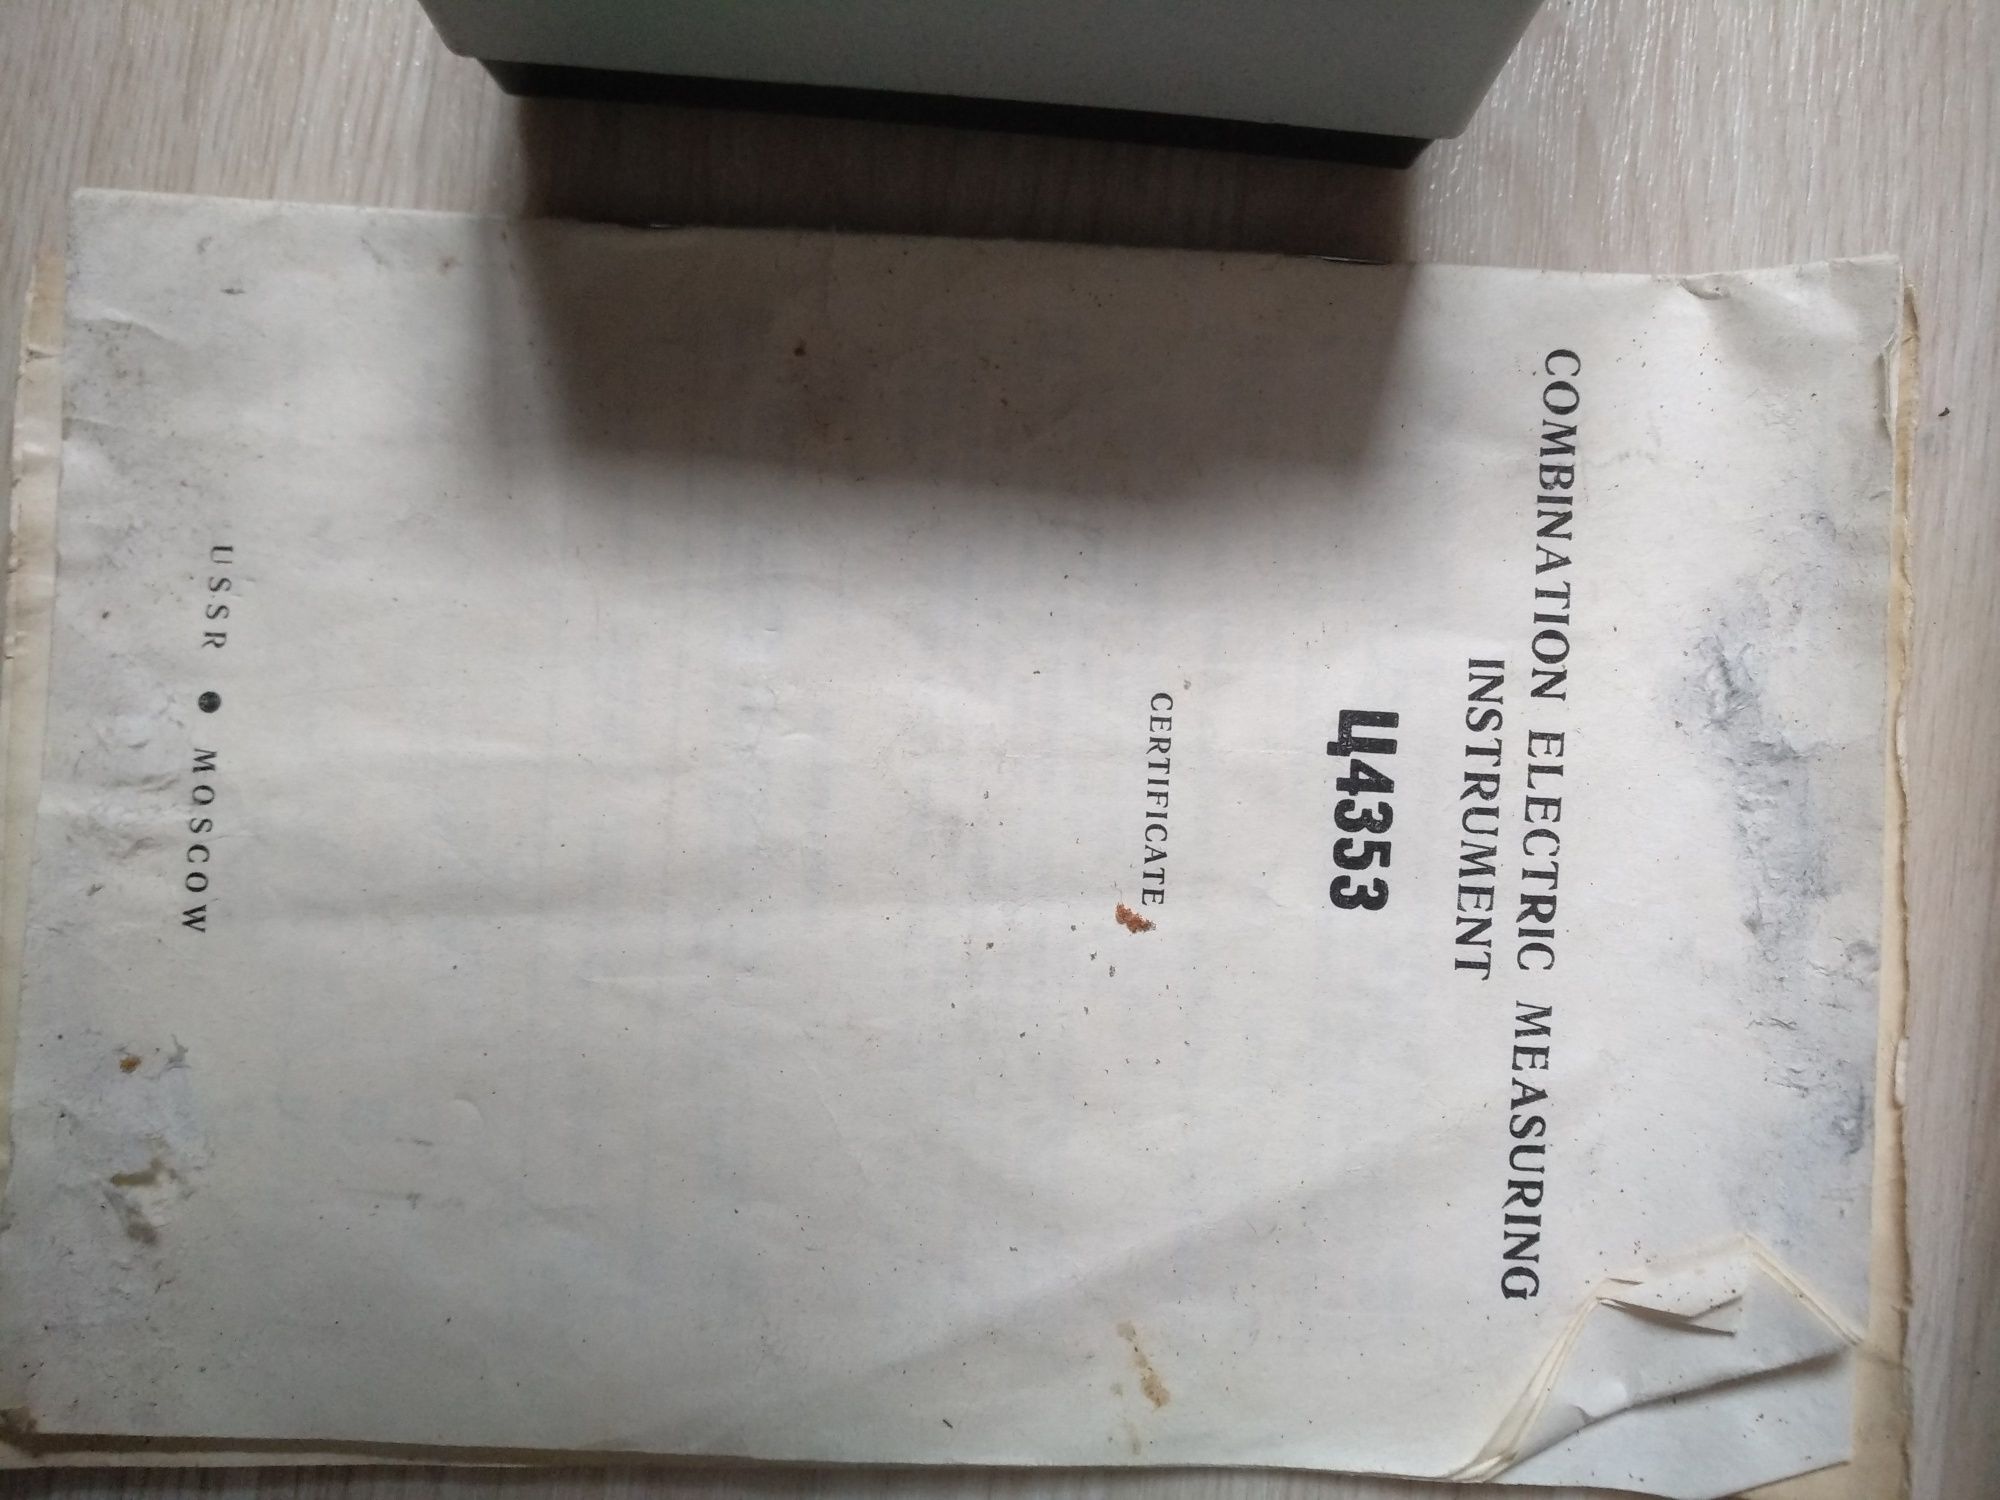 COMBINATION ELECTRIC MEASURING
INSTRUMENT
Ц4353
CERTIFICATE
USSR ● MOSCOW